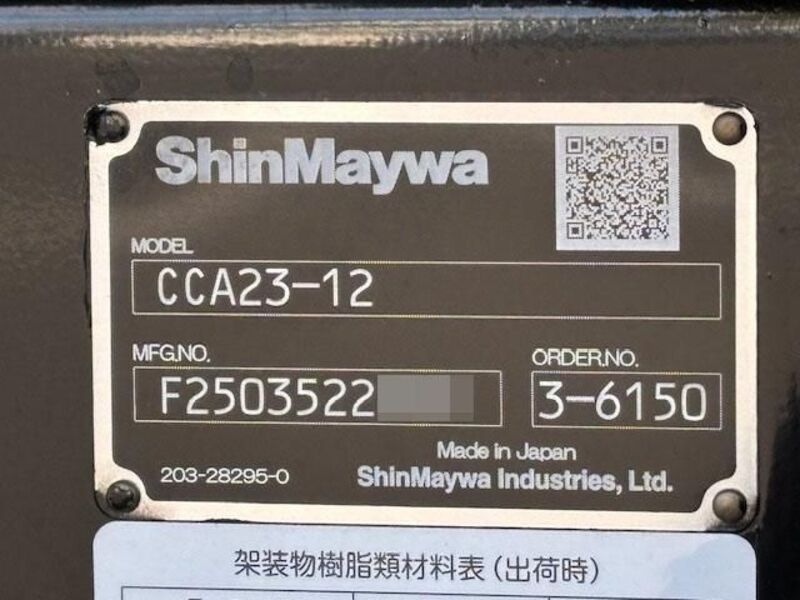 ShinMaywa
MODEL
CCA23-12
MFG.NO.
ORDER.NO.
F2503522
3-6150
Made in Japan
203-28295-0
ShinMaywa Industries, Ltd.
架装物樹脂類材料表(出荷時)